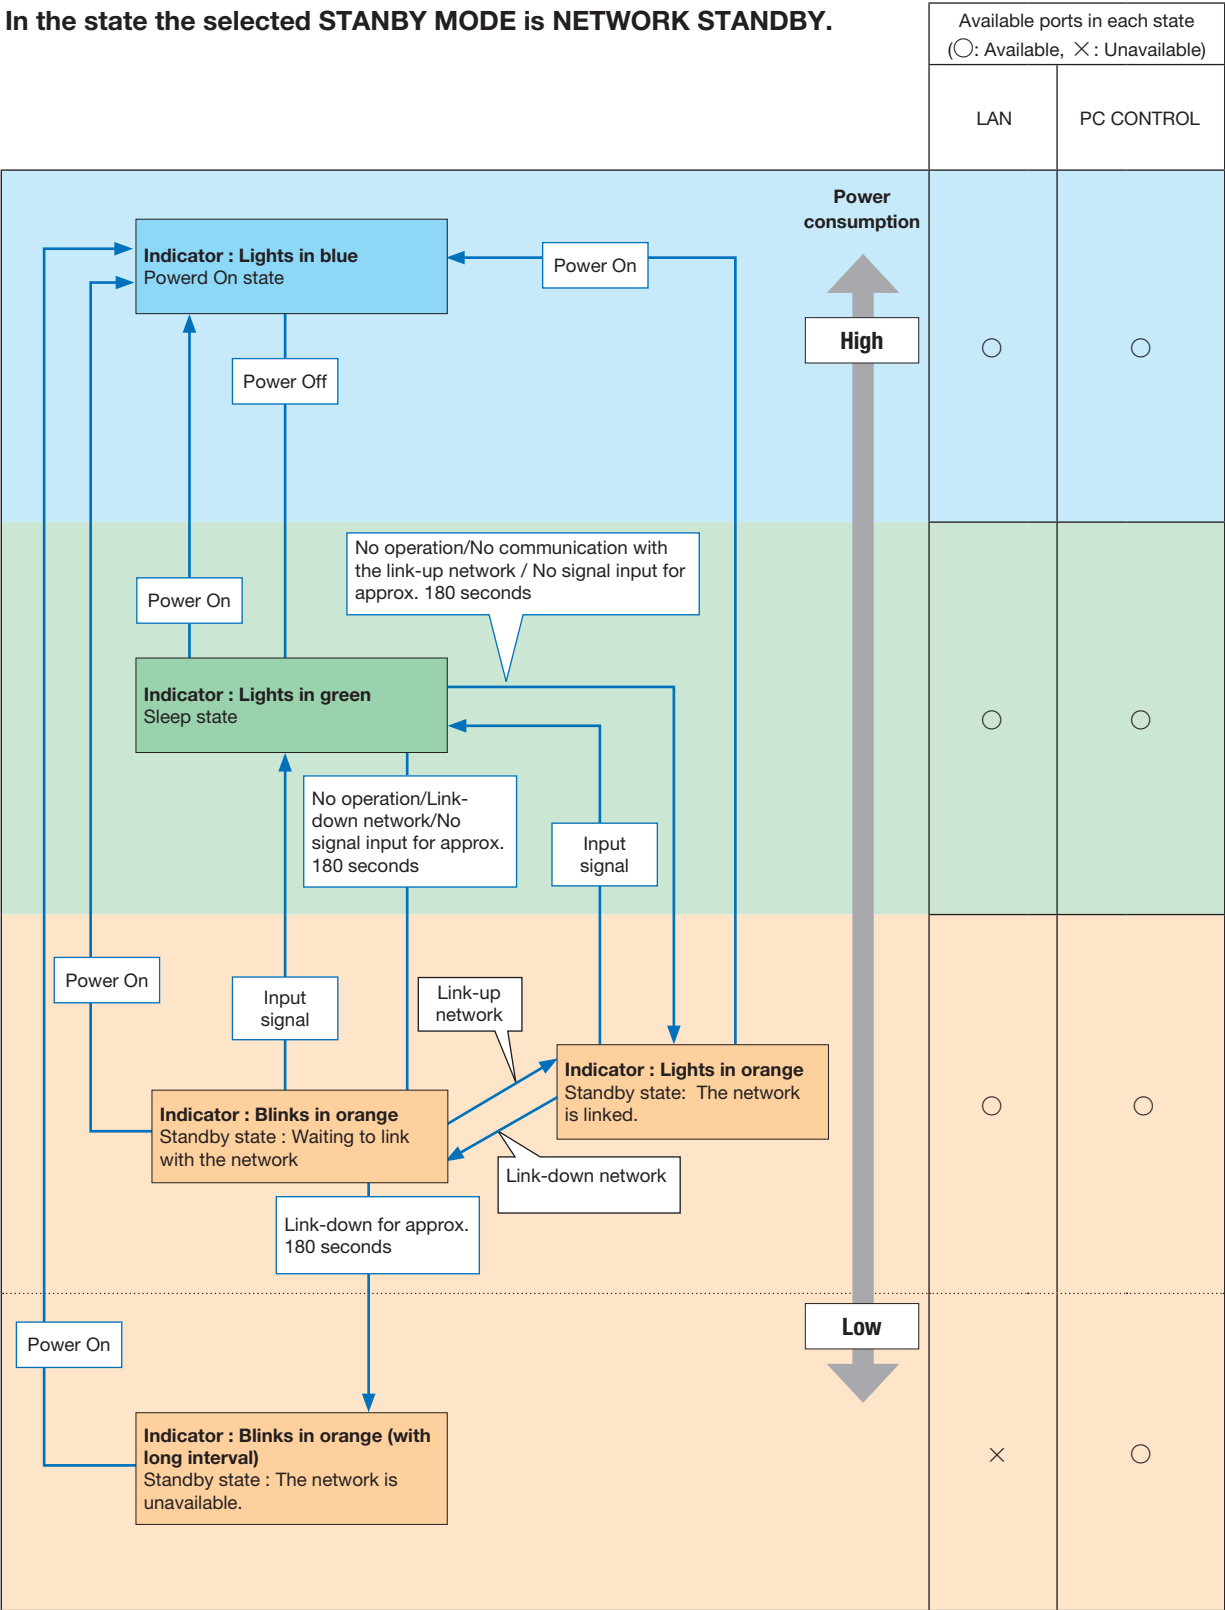 In the state the selected STANBY MODE is NETWORK STANDBY.
Available ports in each state
(○: Available, ×: Unavailable)
LAN
PC CONTROL
Power
consumption
Indicator : Lights in blue
Powerd On state
Power On
High
○
○
Power Off
No operation/No communication with
the link-up network / No signal input for
approx. 180 seconds
Power On
Indicator : Lights in green
Sleep state
○
○
No operation/Link-
down network/No
signal input for approx.
180 seconds
Input
signal
Power On
Input
signal
Link-up
network
Indicator : Lights in orange
Standby state: The network
is linked.
○
○
Indicator : Blinks in orange
Standby state : Waiting to link
with the network
Link-down network
Link-down for approx.
180 seconds
Low
Power On
Indicator : Blinks in orange (with
long interval)
Standby state : The network is
unavailable.
×
○